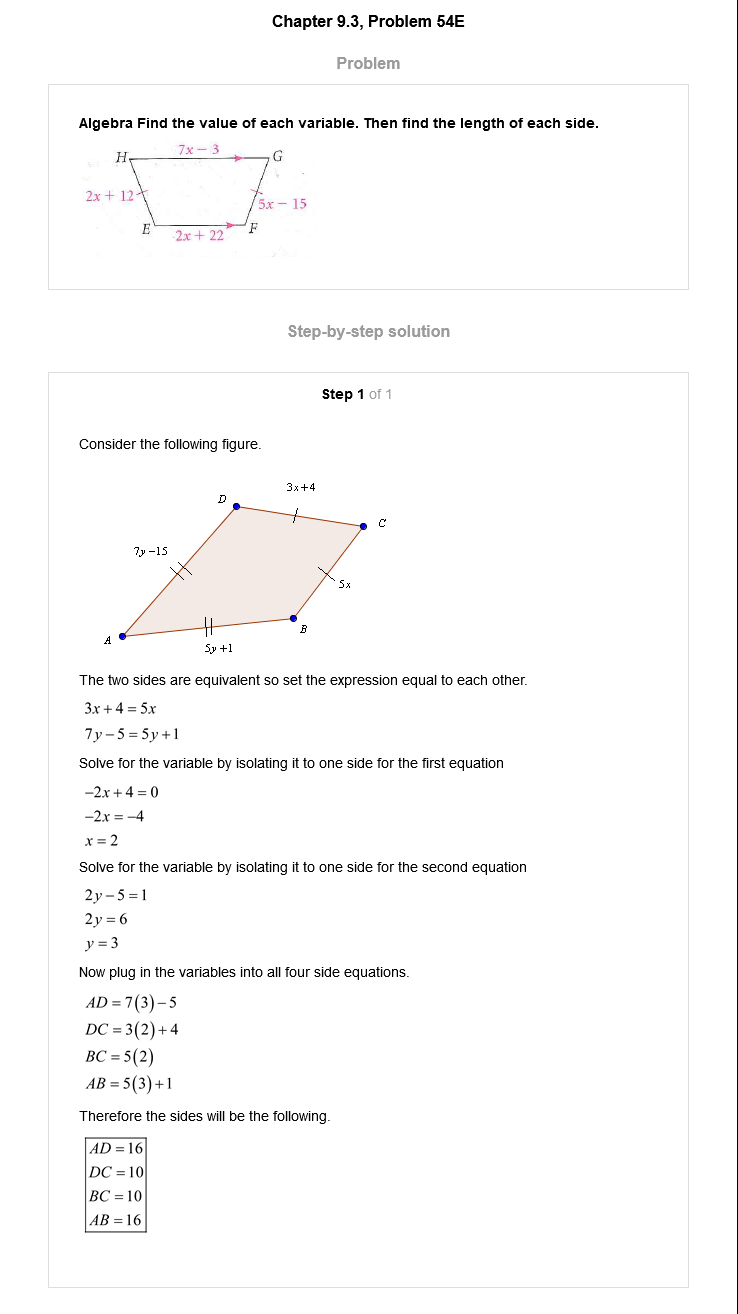 Chapter 9.3, Problem 54E
Problem
Algebra Find the value of each variable. Then find the length of each side.
H 7x − 3 G
2x + 12
5x − 15
E 2x + 22 F
Step-by-step solution
Step 1 of 1
Consider the following figure.
3x+4
D
C
7y−15
5x
A
B
5y+1
The two sides are equivalent so set the expression equal to each other.
3x + 4 = 5x
7y − 5 = 5y + 1
Solve for the variable by isolating it to one side for the first equation
−2x + 4 = 0
−2x = −4
x = 2
Solve for the variable by isolating it to one side for the second equation
2y − 5 = 1
2y = 6
y = 3
Now plug in the variables into all four side equations.
AD = 7(3) − 5
DC = 3(2) + 4
BC = 5(2)
AB = 5(3) + 1
Therefore the sides will be the following.
AD = 16
DC = 10
BC = 10
AB = 16